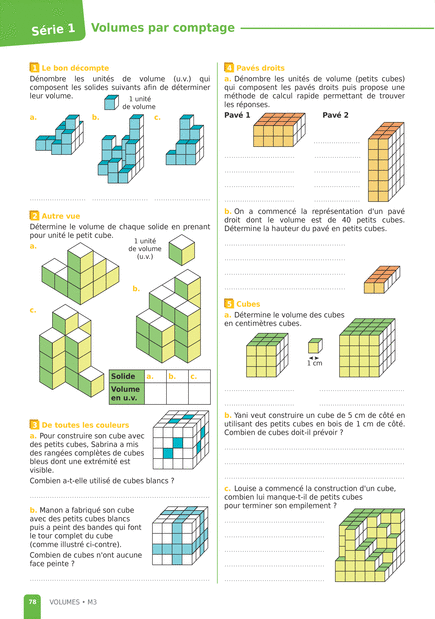 Série 1
Volumes par comptage
1 Le bon décompte
Dénombre les unités de volume (u.v.) qui
composent les solides suivants afin de déterminer
leur volume.
1 unité
de volume
a.
b.
c.
2 Autre vue
Détermine le volume de chaque solide en prenant
pour unité le petit cube.
a.
1 unité
de volume
(u.v.)
b.
c.
Solide a. b. c.
Volume
en u.v.
3 De toutes les couleurs
a. Pour construire son cube avec
des petits cubes, Sabrina a mis
des rangées complètes de cubes
bleus dont une extrémité est
visible.
Combien a-t-elle utilisé de cubes blancs ?
b. Manon a fabriqué son cube
avec des petits cubes blancs
puis a peint des bandes qui font
le tour complet du cube
(comme illustré ci-contre).
Combien de cubes n'ont aucune
face peinte ?
4 Pavés droits
a. Dénombre les unités de volume (petits cubes)
qui composent les pavés droits puis propose une
méthode de calcul rapide permettant de trouver
les réponses.
Pavé 1
Pavé 2
b. On a commencé la représentation d'un pavé
droit dont le volume est de 40 petits cubes.
Détermine la hauteur du pavé en petits cubes.
5 Cubes
a. Détermine le volume des cubes
en centimètres cubes.
1 cm
b. Yani veut construire un cube de 5 cm de côté en
utilisant des petits cubes en bois de 1 cm de côté.
Combien de cubes doit-il prévoir ?
c. Louise a commencé la construction d'un cube,
combien lui manque-t-il de petits cubes
pour terminer son empilement ?
78 VOLUMES • M3